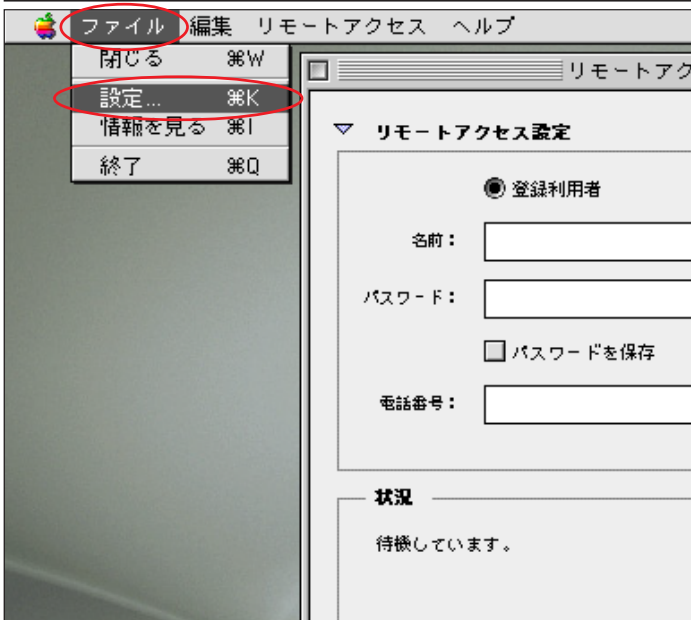 ファイル 編集 リモートアクセス ヘルプ
閉じる ⌘W
設定... ⌘K
情報を見る ⌘I
終了 ⌘Q
リモートアク
リモートアクセス設定
登録利用者
名前：
パスワード：
パスワードを保存
電話番号：
状況
待機しています。